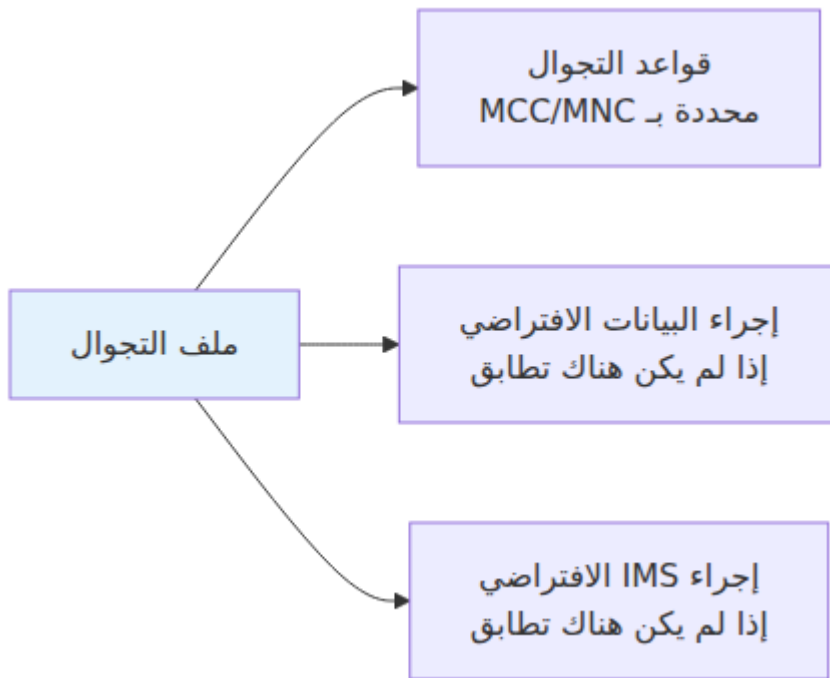 قواعد التجوال
محددة بـ MCC/MNC
ملف التجوال
إجراء البيانات الافتراضي
إذا لم يكن هناك تطابق
إجراء IMS الافتراضي
إذا لم يكن هناك تطابق